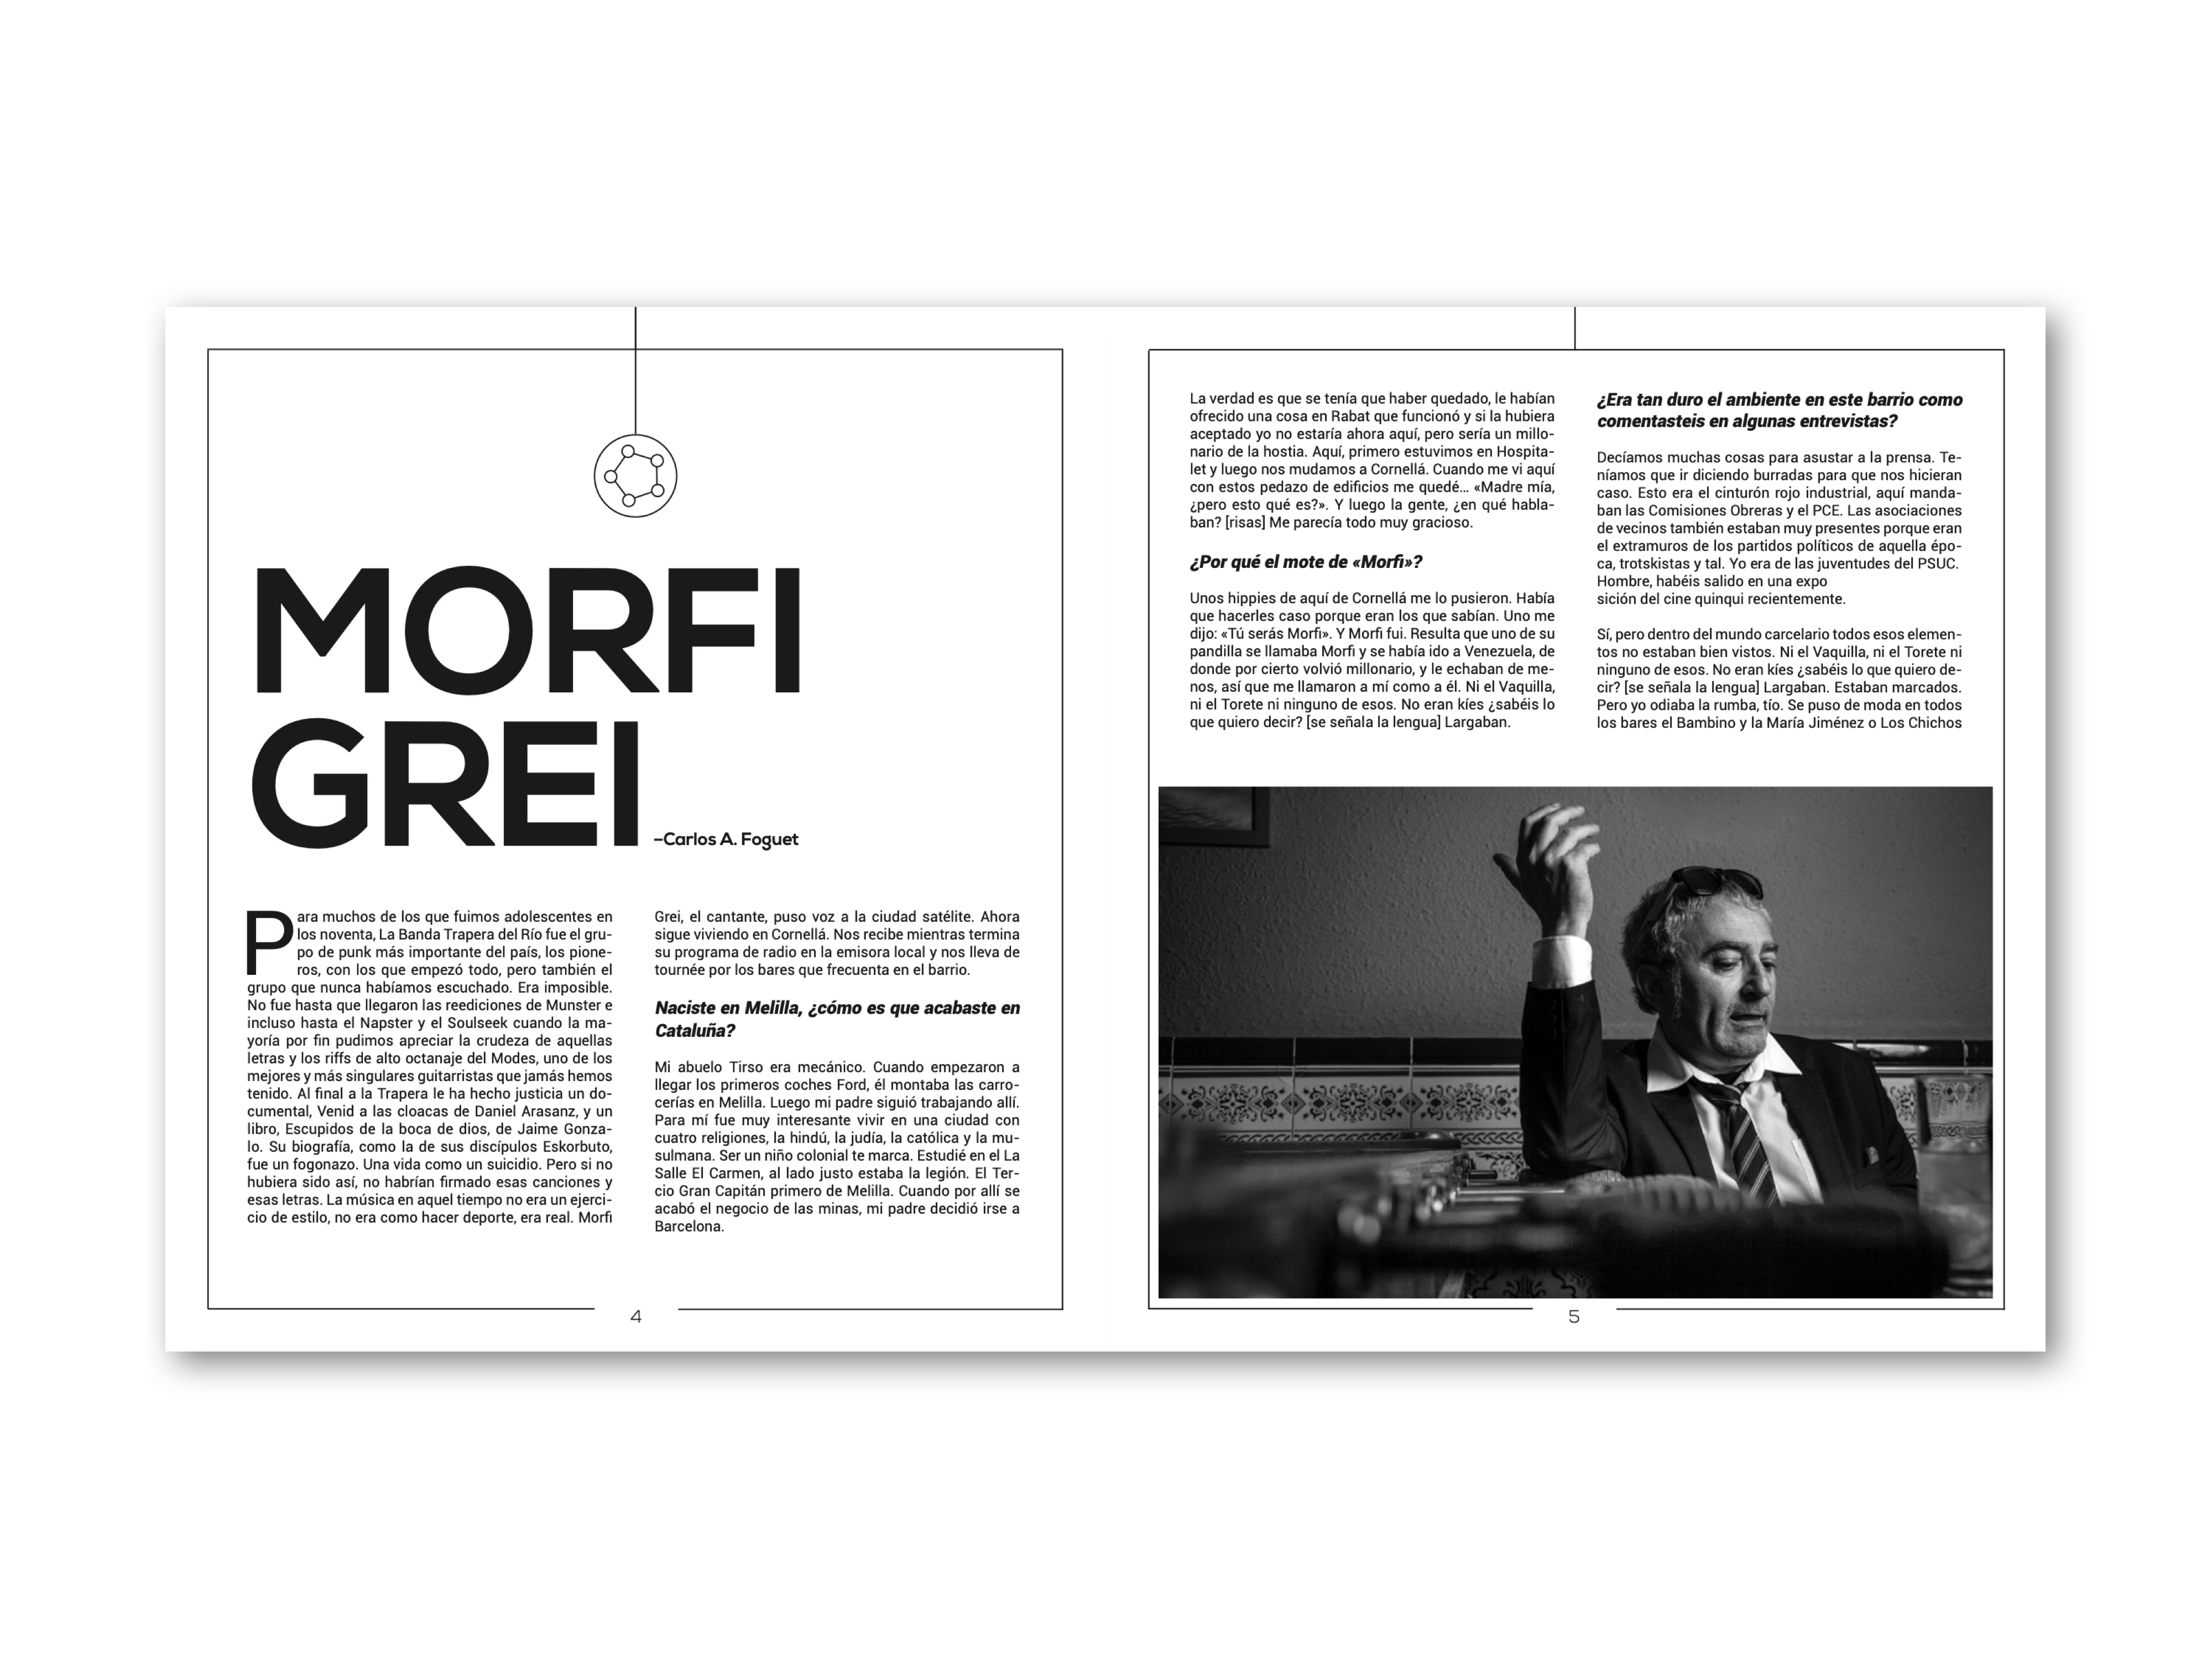 MORFI
GREI –Carlos A. Foguet
Para muchos de los que fuimos adolescentes en
los noventa, La Banda Trapera del Río fue el gru-
po de punk más importante del país, los pione-
ros, con los que empezó todo, pero también el
grupo que nunca habíamos escuchado. Era imposible.
No fue hasta que llegaron las reediciones de Munster e
incluso hasta el Napster y el Soulseek cuando la ma-
yoría por fin pudimos apreciar la crudeza de aquellas
letras y los riffs de alto octanaje del Modes, uno de los
mejores y más singulares guitarristas que jamás hemos
tenido. Al final a la Trapera le ha hecho justicia un do-
cumental, Venid a las cloacas de Daniel Arasanz, y un
libro, Escupidos de la boca de dios, de Jaime Gonza-
lo. Su biografía, como la de sus discípulos Eskorbuto,
fue un fogonazo. Una vida como un suicidio. Pero si no
hubiera sido así, no habrían firmado esas canciones y
esas letras. La música en aquel tiempo no era un ejerci-
cio de estilo, no era como hacer deporte, era real. Morfi
Grei, el cantante, puso voz a la ciudad satélite. Ahora
sigue viviendo en Cornellá. Nos recibe mientras termina
su programa de radio en la emisora local y nos lleva de
tournée por los bares que frecuenta en el barrio.
Naciste en Melilla, ¿cómo es que acabaste en
Cataluña?
Mi abuelo Tirso era mecánico. Cuando empezaron a
llegar los primeros coches Ford, él montaba las carro-
cerías en Melilla. Luego mi padre siguió trabajando allí.
Para mí fue muy interesante vivir en una ciudad con
cuatro religiones, la hindú, la judía, la católica y la mu-
sulmana. Ser un niño colonial te marca. Estudié en el La
Salle El Carmen, al lado justo estaba la legión. El Ter-
cio Gran Capitán primero de Melilla. Cuando por allí se
acabó el negocio de las minas, mi padre decidió irse a
Barcelona.
4
La verdad es que se tenía que haber quedado, le habían
ofrecido una cosa en Rabat que funcionó y si la hubiera
aceptado yo no estaría ahora aquí, pero sería un millo-
nario de la hostia. Aquí, primero estuvimos en Hospita-
let y luego nos mudamos a Cornellá. Cuando me vi aquí
con estos pedazo de edificios me quedé… «Madre mía,
¿pero esto qué es?». Y luego la gente, ¿en qué habla-
ban? [risas] Me parecía todo muy gracioso.
¿Por qué el mote de «Morfi»?
Unos hippies de aquí de Cornellá me lo pusieron. Había
que hacerles caso porque eran los que sabían. Uno me
dijo: «Tú serás Morfi». Y Morfi fui. Resulta que uno de su
pandilla se llamaba Morfi y se había ido a Venezuela, de
donde por cierto volvió millonario, y le echaban de me-
nos, así que me llamaron a mí como a él. Ni el Vaquilla,
ni el Torete ni ninguno de esos. No eran kíes ¿sabéis lo
que quiero decir? [se señala la lengua] Largaban.
¿Era tan duro el ambiente en este barrio como
comentasteis en algunas entrevistas?
Decíamos muchas cosas para asustar a la prensa. Te-
níamos que ir diciendo burradas para que nos hicieran
caso. Esto era el cinturón rojo industrial, aquí manda-
ban las Comisiones Obreras y el PCE. Las asociaciones
de vecinos también estaban muy presentes porque eran
el extramuros de los partidos políticos de aquella épo-
ca, trotskistas y tal. Yo era de las juventudes del PSUC.
Hombre, habéis salido en una expo
sición del cine quinqui recientemente.
Sí, pero dentro del mundo carcelario todos esos elemen-
tos no estaban bien vistos. Ni el Vaquilla, ni el Torete ni
ninguno de esos. No eran kíes ¿sabéis lo que quiero de-
cir? [se señala la lengua] Largaban. Estaban marcados.
Pero yo odiaba la rumba, tío. Se puso de moda en todos
los bares el Bambino y la María Jiménez o Los Chichos
5